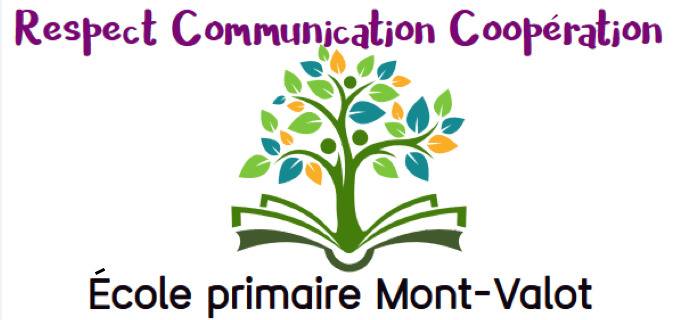 Respect Communication Coopération
École primaire Mont-Valot